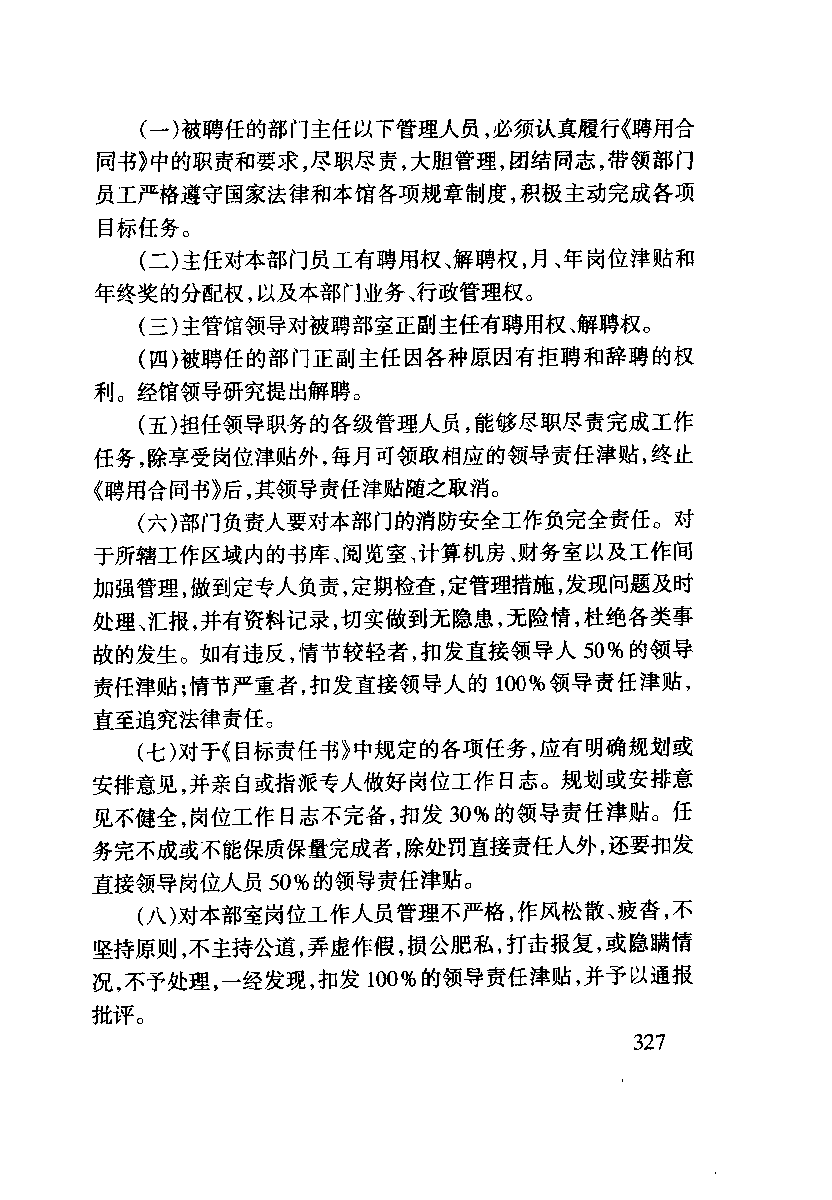 (一)被聘任的部门主任以下管理人员,必须认真履行《聘用合
同书》中的职责和要求,尽职尽责,大胆管理,团结同志,带领部门
员工严格遵守国家法律和本馆各项规章制度,积极主动完成各项
目标任务。
(二)主任对本部门员工有聘用权、解聘权,月、年岗位津贴和
年终奖的分配权,以及本部门业务、行政管理权。
(三)主管馆领导对被聘部室正副主任有聘用权、解聘权。
(四)被聘任的部门正副主任因各种原因有拒聘和辞聘的权
利。经馆领导研究提出解聘。
(五)担任领导职务的各级管理人员,能够尽职尽责完成工作
任务,除享受岗位津贴外,每月可领取相应的领导责任津贴,终止
《聘用合同书》后,其领导责任津贴随之取消。
(六)部门负责人要对本部门的消防安全工作负完全责任。对
于所辖工作区域内的书库、阅览室、计算机房、财务室以及工作间
加强管理,做到定专人负责,定期检查,定管理措施,发现问题及时
处理、汇报,并有资料记录,切实做到无隐患,无险情,杜绝各类事
故的发生。如有违反,情节较轻者,扣发直接领导人50%的领导
责任津贴;情节严重者,扣发直接领导人的100%领导责任津贴,
直至追究法律责任。
(七)对于《目标责任书》中规定的各项任务,应有明确规划或
安排意见,并亲自或指派专人做好岗位工作日志。规划或安排意
见不健全,岗位工作日志不完备,扣发30%的领导责任津贴。任
务完不成或不能保质保量完成者,除处罚直接责任人外,还要扣发
直接领导岗位人员50%的领导责任津贴。
(八)对本部室岗位工作人员管理不严格,作风松散、疲沓,不
坚持原则,不主持公道,弄虚作假,损公肥私,打击报复,或隐瞒情
况,不予处理,一经发现,扣发100%的领导责任津贴,并予以通报
批评。
327